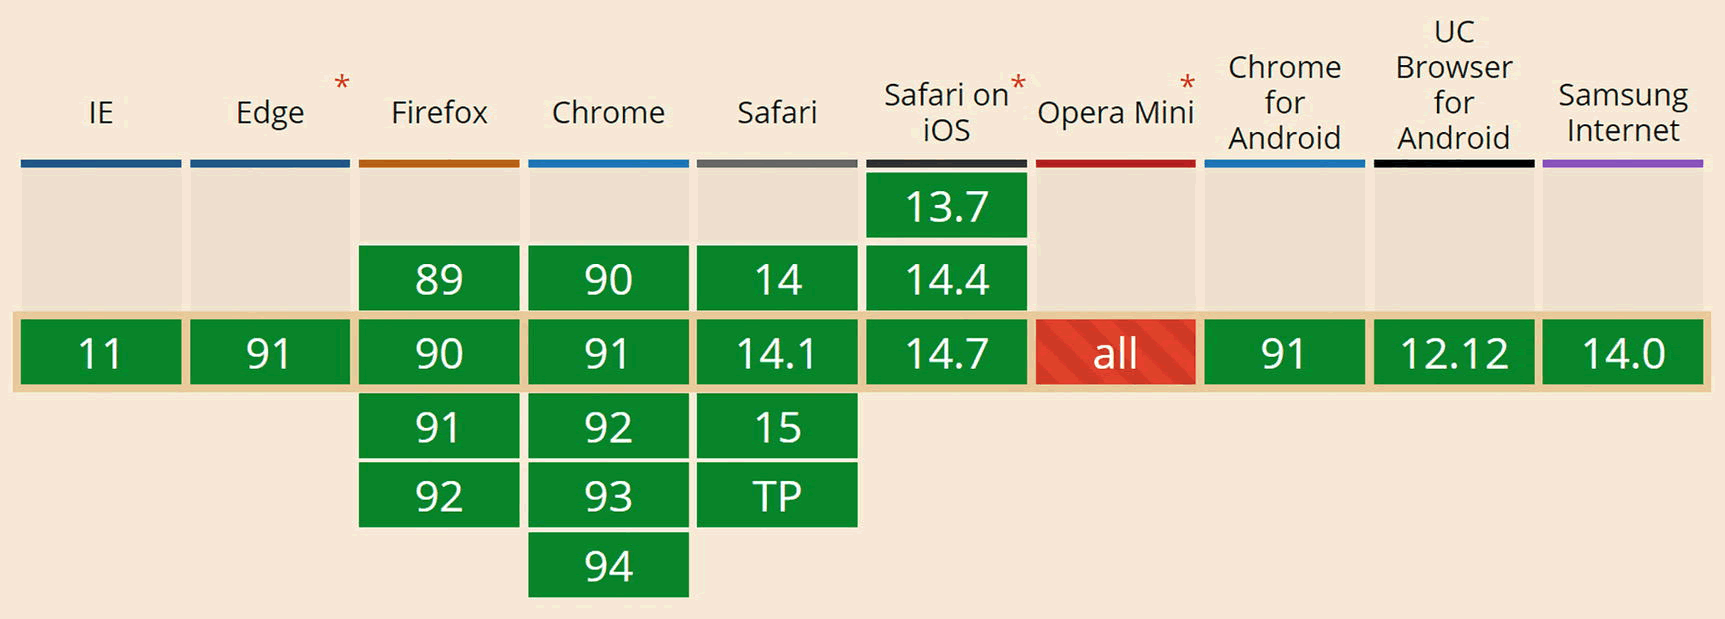 IE
Edge *
Firefox
Chrome
Safari
Safari on *
iOS
Opera Mini *
Chrome
for
Android
UC
Browser
for
Android
Samsung
Internet
13.7
89 90 14 14.4
11 91 90 91 14.1 14.7 all 91 12.12 14.0
91 92 15
92 93 TP
94